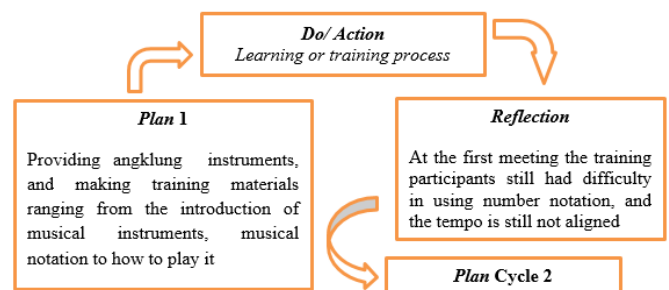 Do/ Action
Learning or training process
Plan 1
Providing angklung instruments,
and making training materials
ranging from the introduction of
musical instruments, musical
notation to how to play it
Reflection
At the first meeting the training
participants still had difficulty
in using number notation, and
the tempo is still not aligned
Plan Cycle 2